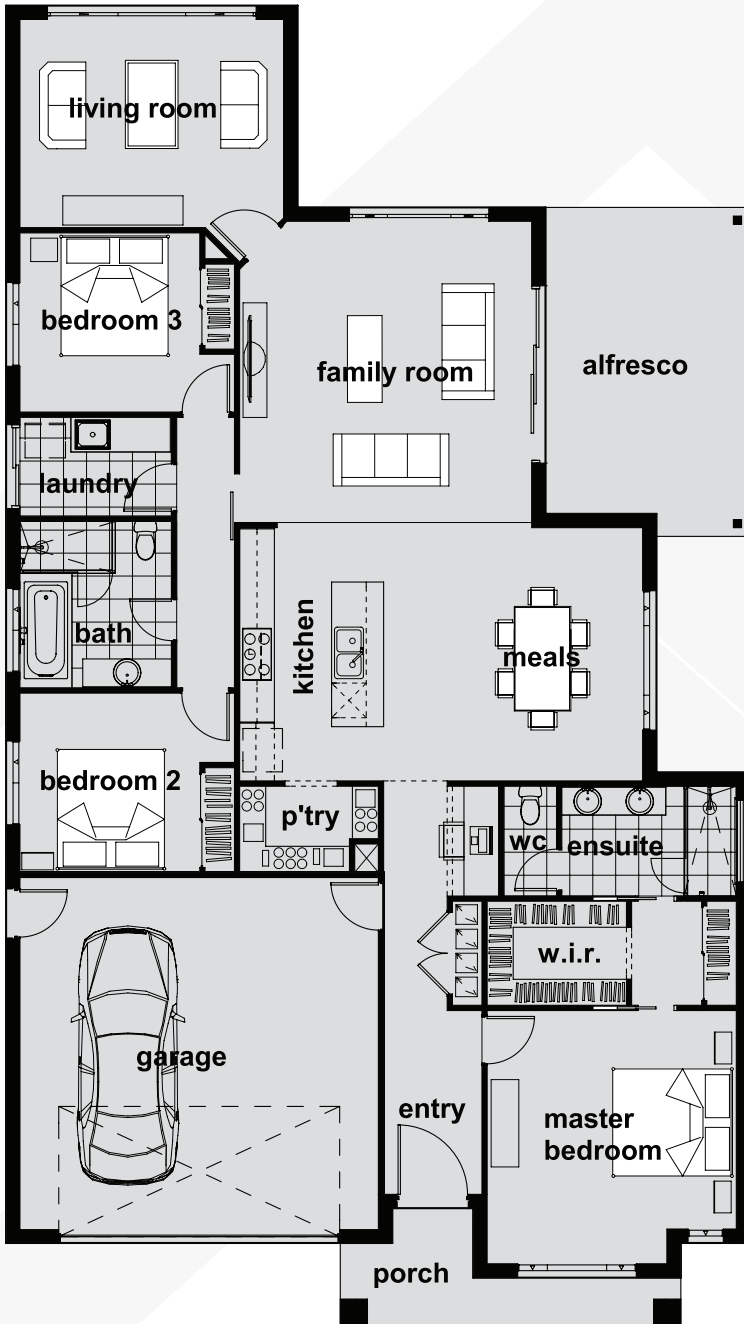 living room
bedroom 3
family room
alfresco
laundry
bath
kitchen
meals
bedroom 2
p'try
wc
ensuite
w.i.r.
garage
entry
master
bedroom
porch